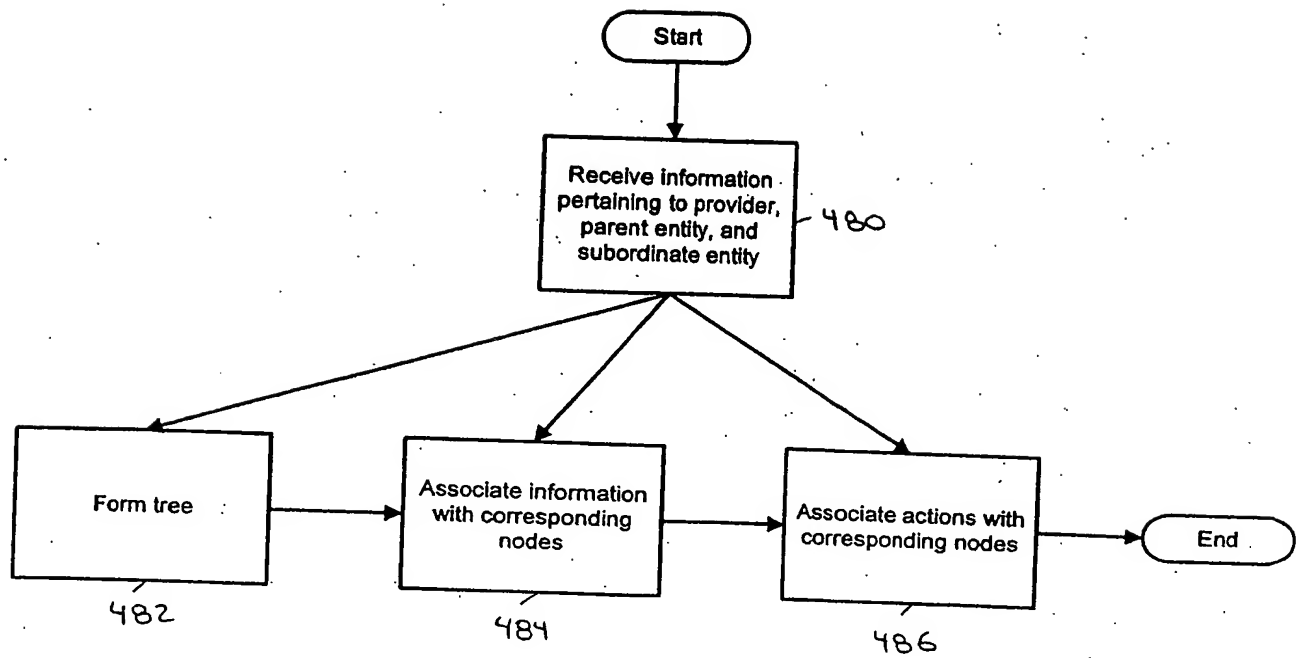 Start
Receive information
pertaining to provider,
parent entity, and
subordinate entity
480
Form tree
Associate information
with corresponding
nodes
Associate actions with
corresponding nodes
End
482
484
486